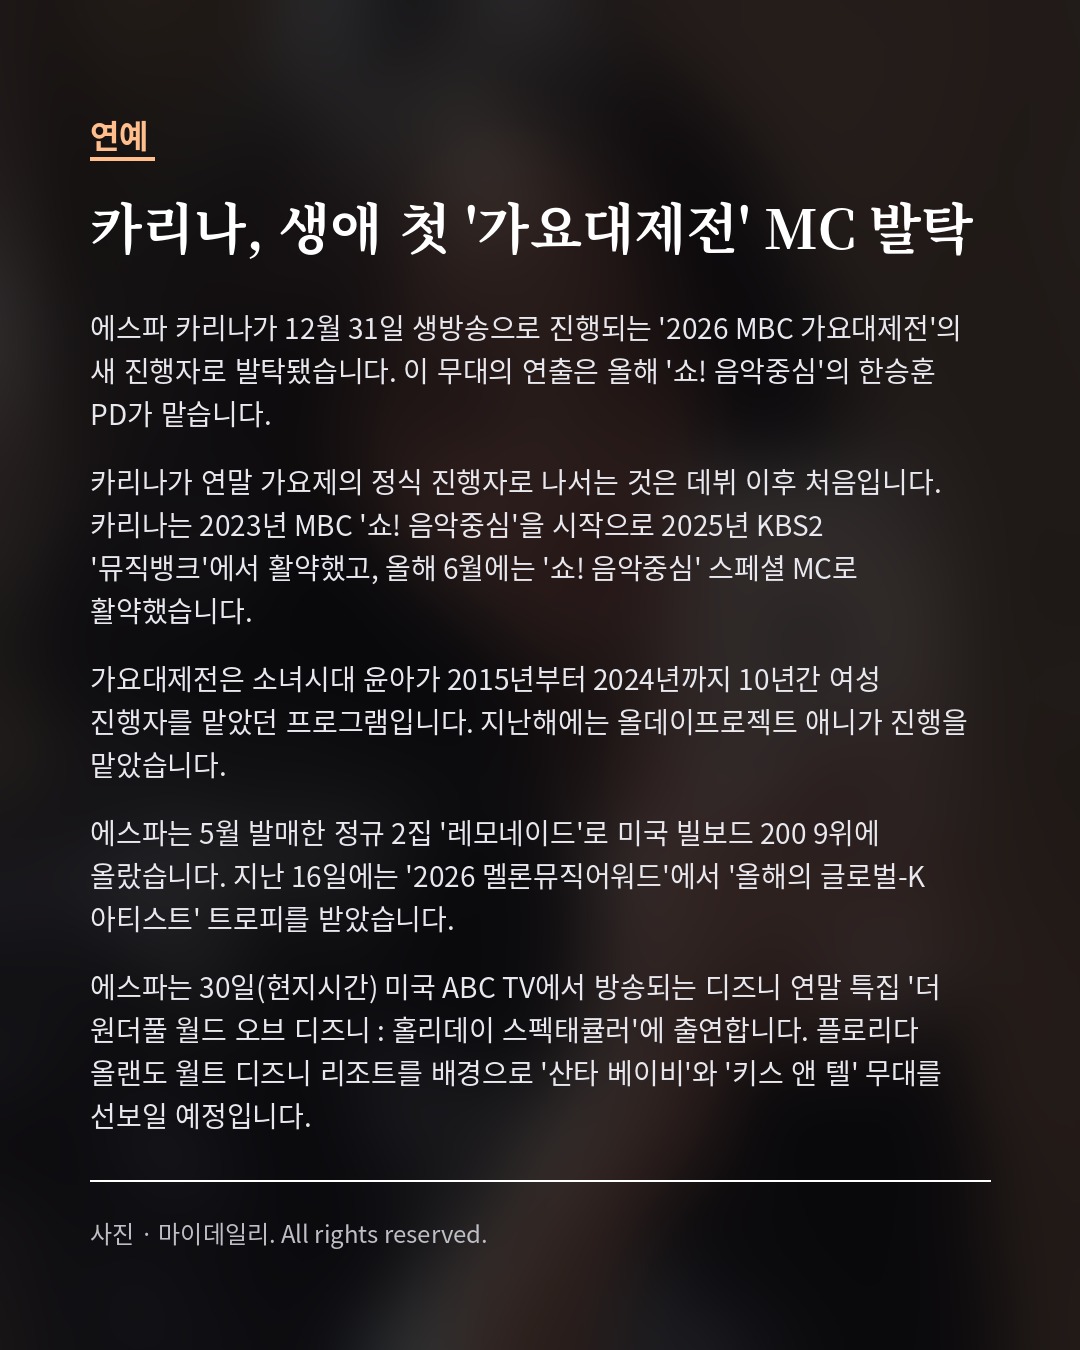 연예
카리나, 생애 첫 '가요대제전' MC 발탁
에스파 카리나가 12월 31일 생방송으로 진행되는 '2026 MBC 가요대제전'의
새 진행자로 발탁됐습니다. 이 무대의 연출은 올해 '쇼! 음악중심'의 한승훈
PD가 맡습니다.
카리나가 연말 가요제의 정식 진행자로 나서는 것은 데뷔 이후 처음입니다.
카리나는 2023년 MBC '쇼! 음악중심'을 시작으로 2025년 KBS2
'뮤직뱅크'에서 활약했고, 올해 6월에는 '쇼! 음악중심' 스페셜 MC로
활약했습니다.
가요대제전은 소녀시대 윤아가 2015년부터 2024년까지 10년간 여성
진행자를 맡았던 프로그램입니다. 지난해에는 올데이프로젝트 애니가 진행을
맡았습니다.
에스파는 5월 발매한 정규 2집 '레모네이드'로 미국 빌보드 200 9위에
올랐습니다. 지난 16일에는 '2026 멜론뮤직어워드'에서 '올해의 글로벌-K
아티스트' 트로피를 받았습니다.
에스파는 30일(현지시간) 미국 ABC TV에서 방송되는 디즈니 연말 특집 '더
원더풀 월드 오브 디즈니 : 홀리데이 스펙태큘러'에 출연합니다. 플로리다
올랜도 월트 디즈니 리조트를 배경으로 '산타 베이비'와 '키스 앤 텔' 무대를
선보일 예정입니다.
사진 · 마이데일리. All rights reserved.